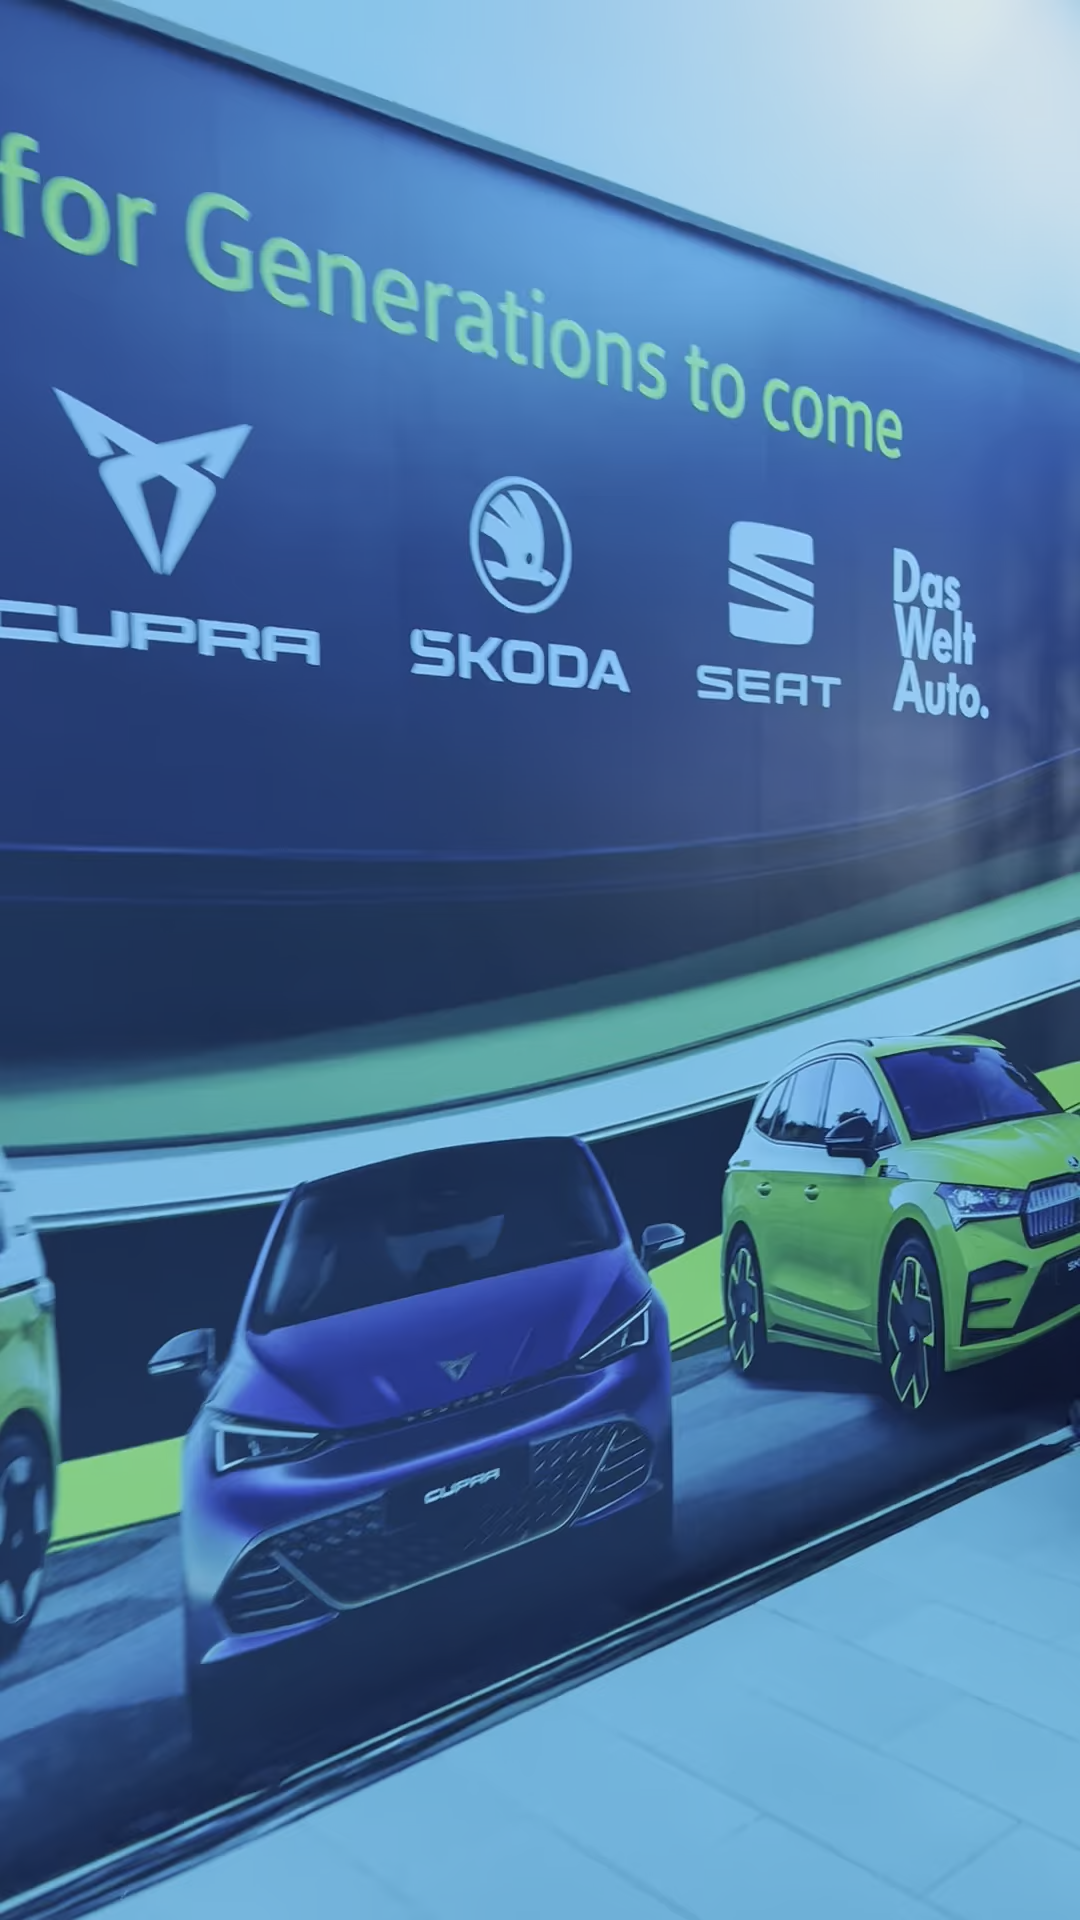 for Generations to come
CUPRA
SKODA
SEAT
Das
Welt
Auto.
CUPRA